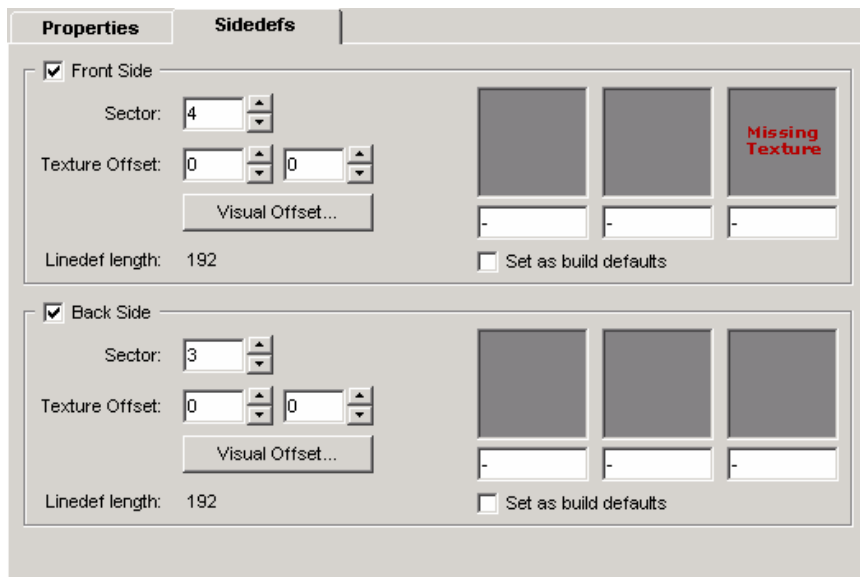 Properties Sidedefs
Front Side
Sector: 4
Texture Offset: 0 0
Visual Offset...
Linedef length: 192
Missing
Texture
- - -
Set as build defaults
Back Side
Sector: 3
Texture Offset: 0 0
Visual Offset...
Linedef length: 192
- - -
Set as build defaults